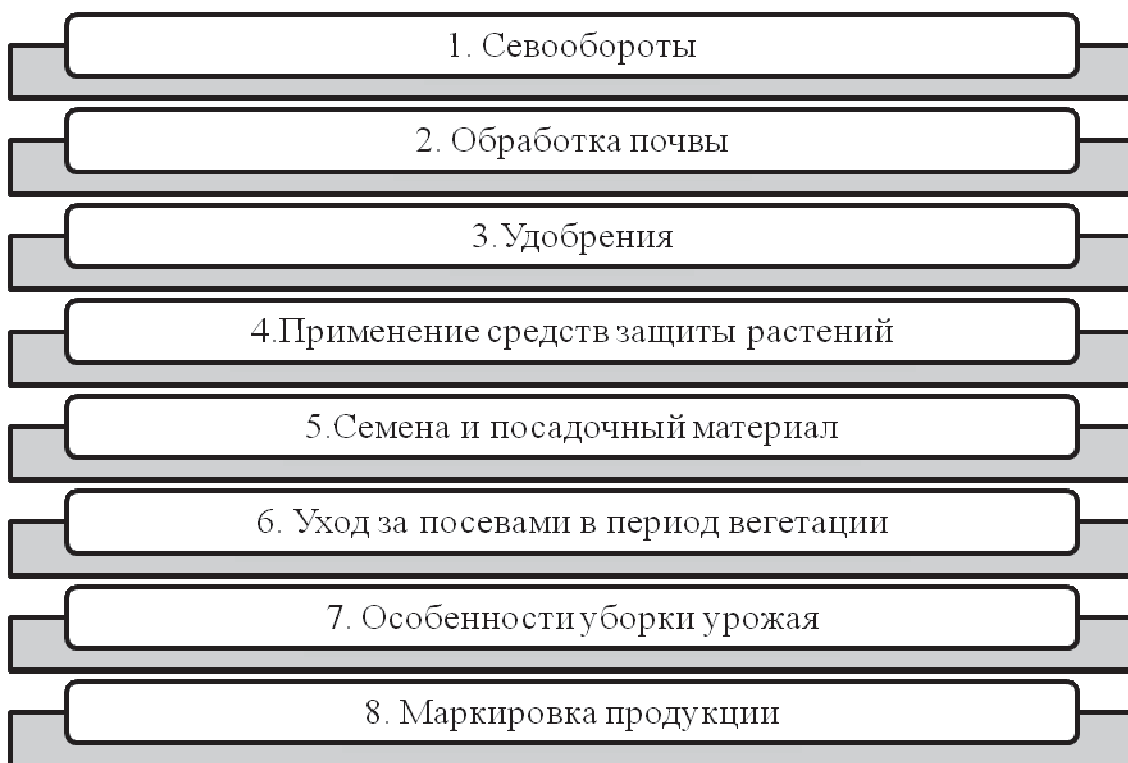 1. Севообороты
2. Обработка почвы
3.Удобрения
4.Применение средств защиты растений
5.Семена и посадочный материал
6. Уход за посевами в период вегетации
7. Особенности уборки урожая
8. Маркировка продукции